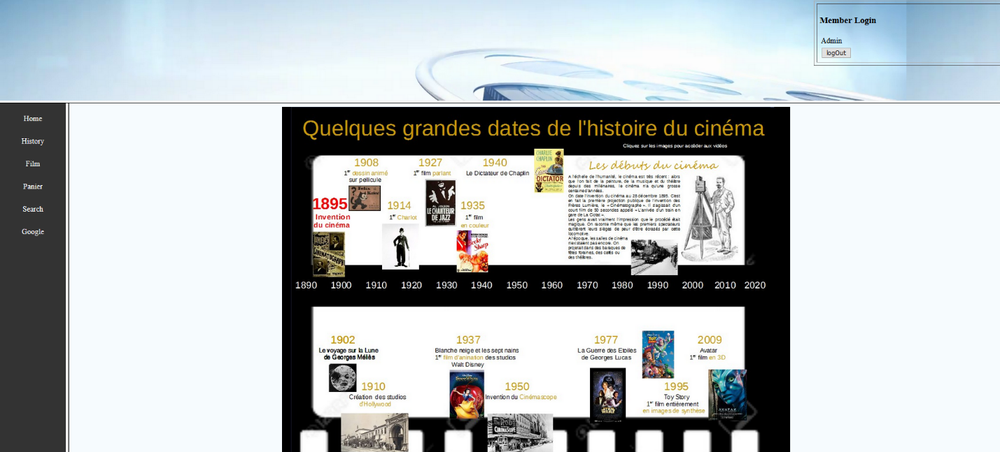 Member Login
Admin
logOut
Home
History
Film
Panier
Search
Google
Quelques grandes dates de l'histoire du cinéma
Cliquez sur les images pour accéder aux vidéos
1908
1er dessin animé
sur pellicule
1927
1er film parlant
1940
Le Dictateur de Chaplin
CHARLIE
CHAPLIN
THE
Great
DICTATOR
1895
Invention
du cinéma
1914
1er Charlot
AL JOLSON
LE CHANTEUR
DE JAZZ
1935
1er film
en couleur
Becky
Sharp
Les débuts du cinéma
A l'échelle de l'humanité, le cinéma est très récent : alors
que l'on fait de la peinture, de la musique et du théâtre
depuis des millénaires, le cinéma n'a qu'une grosse
centaine d'années.
On date l'invention du cinéma au 28 décembre 1895. C'est
en fait la première projection publique de l'invention des
Frères Lumière, le « Cinématographe ». Il s'agissait d'un
court film de 50 secondes appelé « L'arrivée d'un train en
gare de La Ciotat ».
Les gens avait vraiment l'impression que le procédé était
magique. On raconte même que les premiers spectateurs
quittèrent leurs sièges de peur d'être écrasés par cette
locomotive.
A l'époque, les salles de cinéma
n'existaient pas encore. On
projetait dans des baraques de
fêtes foraines, des cafés ou
des théâtres.
1890 1900 1910 1920 1930 1940 1950 1960 1970 1980 1990 2000 2010 2020
1902
Le voyage sur la Lune
de Georges Méliès
1937
Blanche neige et les sept nains
1er film d'anination des studios
Walt Disney
1977
La Guerre des Etoiles
de Georges Lucas
TOY
STORY
2009
Avatar
1er film en 3D
1910
Création des studios
d'Hollywood
1950
Invention du Cinémascope
CINEMASCOPE
STAR
WARS
1995
Toy Story
1er film entièrement
en images de synthèse
AVATAR